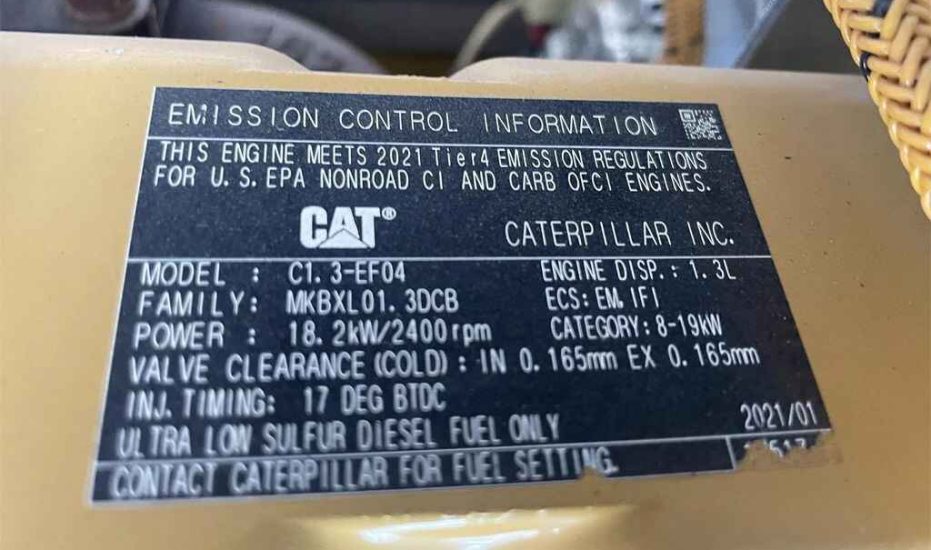 EMISSION CONTROL INFORMATION
THIS ENGINE MEETS 2021 Tier4 EMISSION REGULATIONS
FOR U.S.EPA NONROAD CI AND CARB OFCI ENGINES.
CAT® CATERPILLAR INC.
MODEL : C1.3-EF04 ENGINE DISP.: 1.3L
FAMILY: MKBXL01.3DCB ECS: EM,IFI
POWER : 18.2kW/2400rpm CATEGORY: 8-19kW
VALVE CLEARANCE (COLD) : IN 0.165mm EX 0.165mm
INJ. TIMING: 17 DEG BTDC
ULTRA LOW SULFUR DIESEL FUEL ONLY 2021/01
CONTACT CATERPILLAR FOR FUEL SETTING.